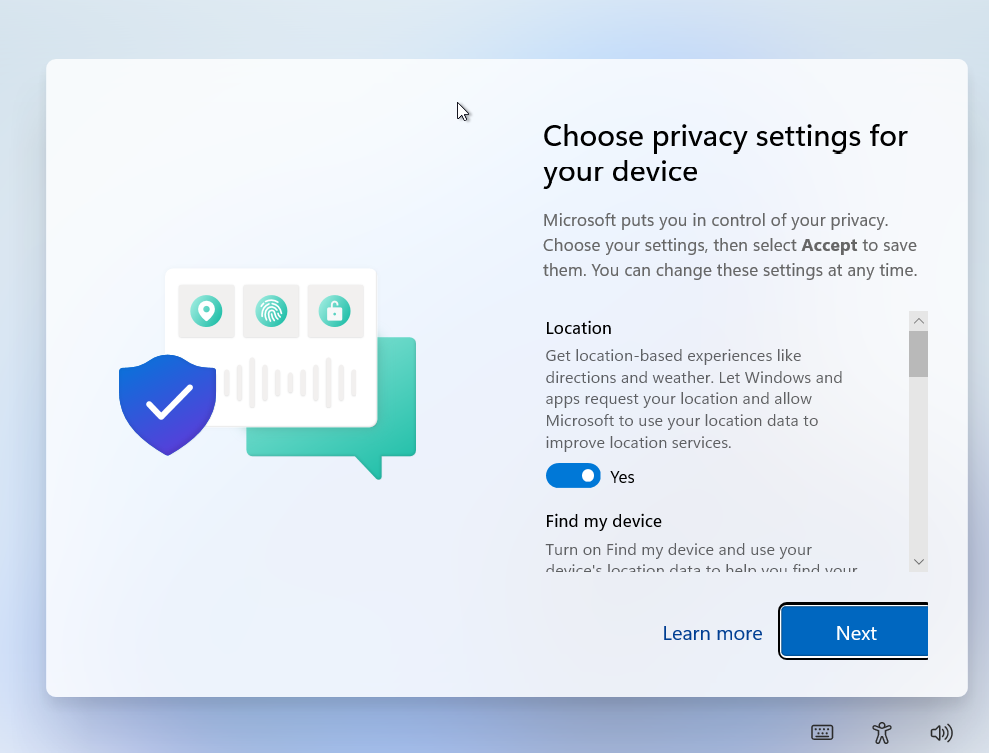 Choose privacy settings for
your device
Microsoft puts you in control of your privacy.
Choose your settings, then select Accept to save
them. You can change these settings at any time.
Location
Get location-based experiences like
directions and weather. Let Windows and
apps request your location and allow
Microsoft to use your location data to
improve location services.
Yes
Find my device
Turn on Find my device and use your
device's location data to help you find your
Learn more
Next